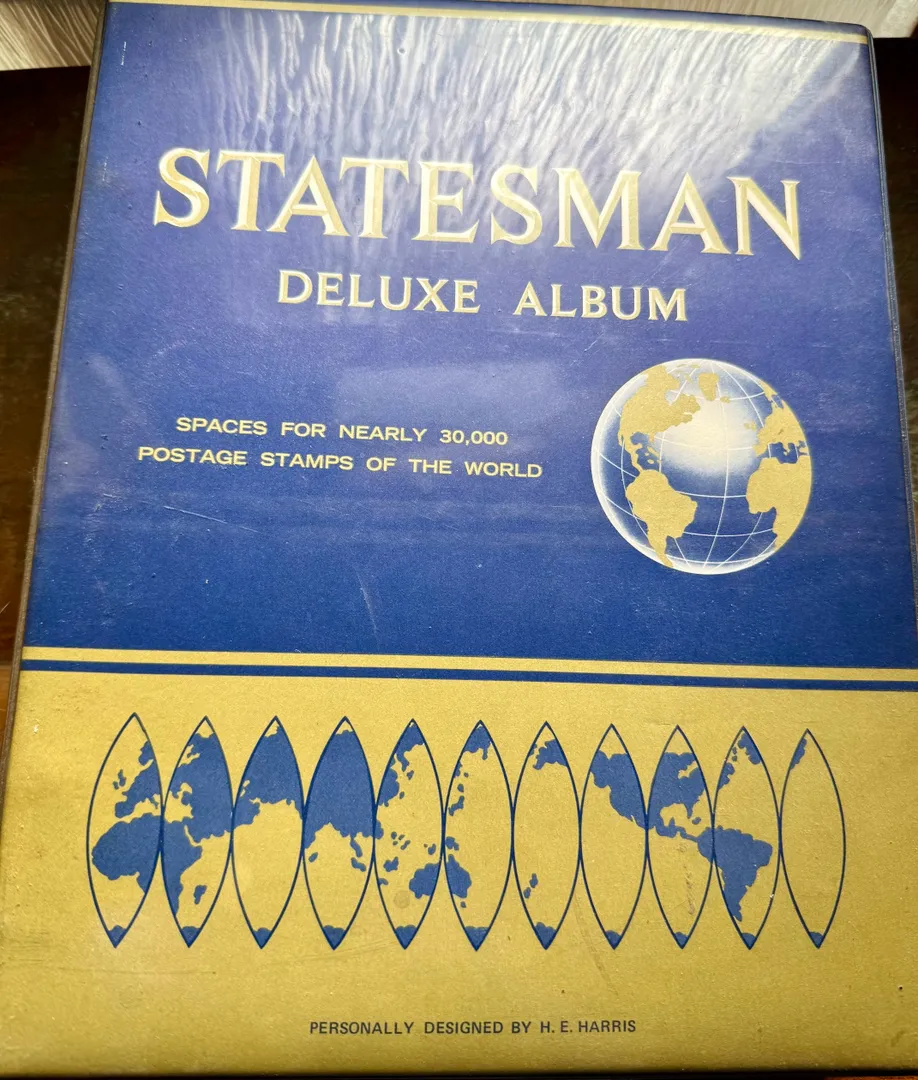 STATESMAN
DELUXE ALBUM
SPACES FOR NEARLY 30,000
POSTAGE STAMPS OF THE WORLD
PERSONALLY DESIGNED BY H. E. HARRIS